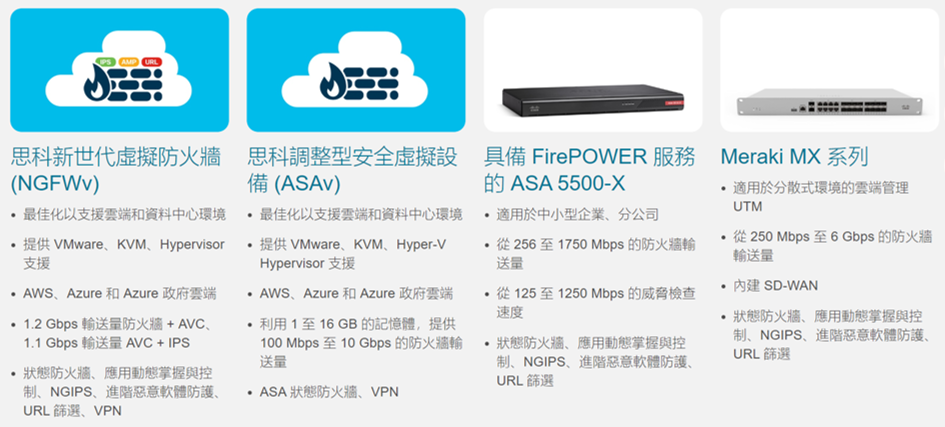 IPS AMP URL
思科新世代虛擬防火牆
(NGFWv)
• 最佳化以支援雲端和資料中心環境
• 提供 VMware、KVM、Hypervisor
支援
• AWS、Azure 和 Azure 政府雲端
• 1.2 Gbps 輸送量防火牆 + AVC、
1.1 Gbps 輸送量 AVC + IPS
• 狀態防火牆、應用動態掌握與控
制、NGIPS、進階惡意軟體防護、
URL 篩選、VPN
思科調整型安全虛擬設
備 (ASAv)
• 最佳化以支援雲端和資料中心環境
• 提供 VMware、KVM、Hyper-V
Hypervisor 支援
• AWS、Azure 和 Azure 政府雲端
• 利用 1 至 16 GB 的記憶體，提供
100 Mbps 至 10 Gbps 的防火牆輸
送量
• ASA 狀態防火牆、VPN
具備 FirePOWER 服務
的 ASA 5500-X
• 適用於中小型企業、分公司
• 從 256 至 1750 Mbps 的防火牆輸
送量
• 從 125 至 1250 Mbps 的威脅檢查
速度
• 狀態防火牆、應用動態掌握與控
制、NGIPS、進階惡意軟體防護、
URL 篩選
Meraki MX 系列
• 適用於分散式環境的雲端管理
UTM
• 從 250 Mbps 至 6 Gbps 的防火牆
輸送量
• 內建 SD-WAN
• 狀態防火牆、應用動態掌握與控
制、NGIPS、進階惡意軟體防護、
URL 篩選